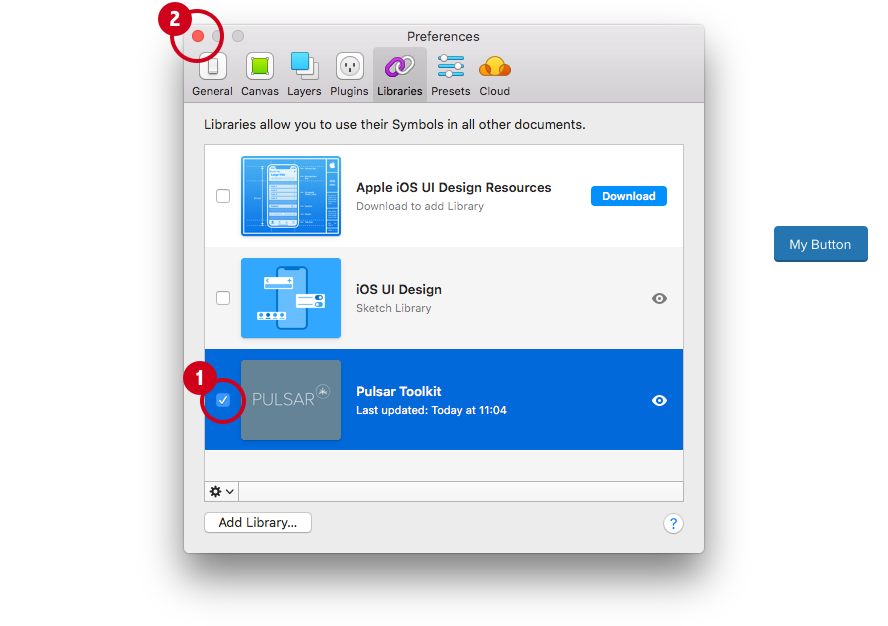 2
Preferences
General Canvas Layers Plugins Libraries Presets Cloud
Libraries allow you to use their Symbols in all other documents.
Apple iOS UI Design Resources
Download to add Library
Download
My Button
iOS UI Design
Sketch Library
1
PULSAR
Pulsar Toolkit
Last updated: Today at 11:04
Add Library...
?